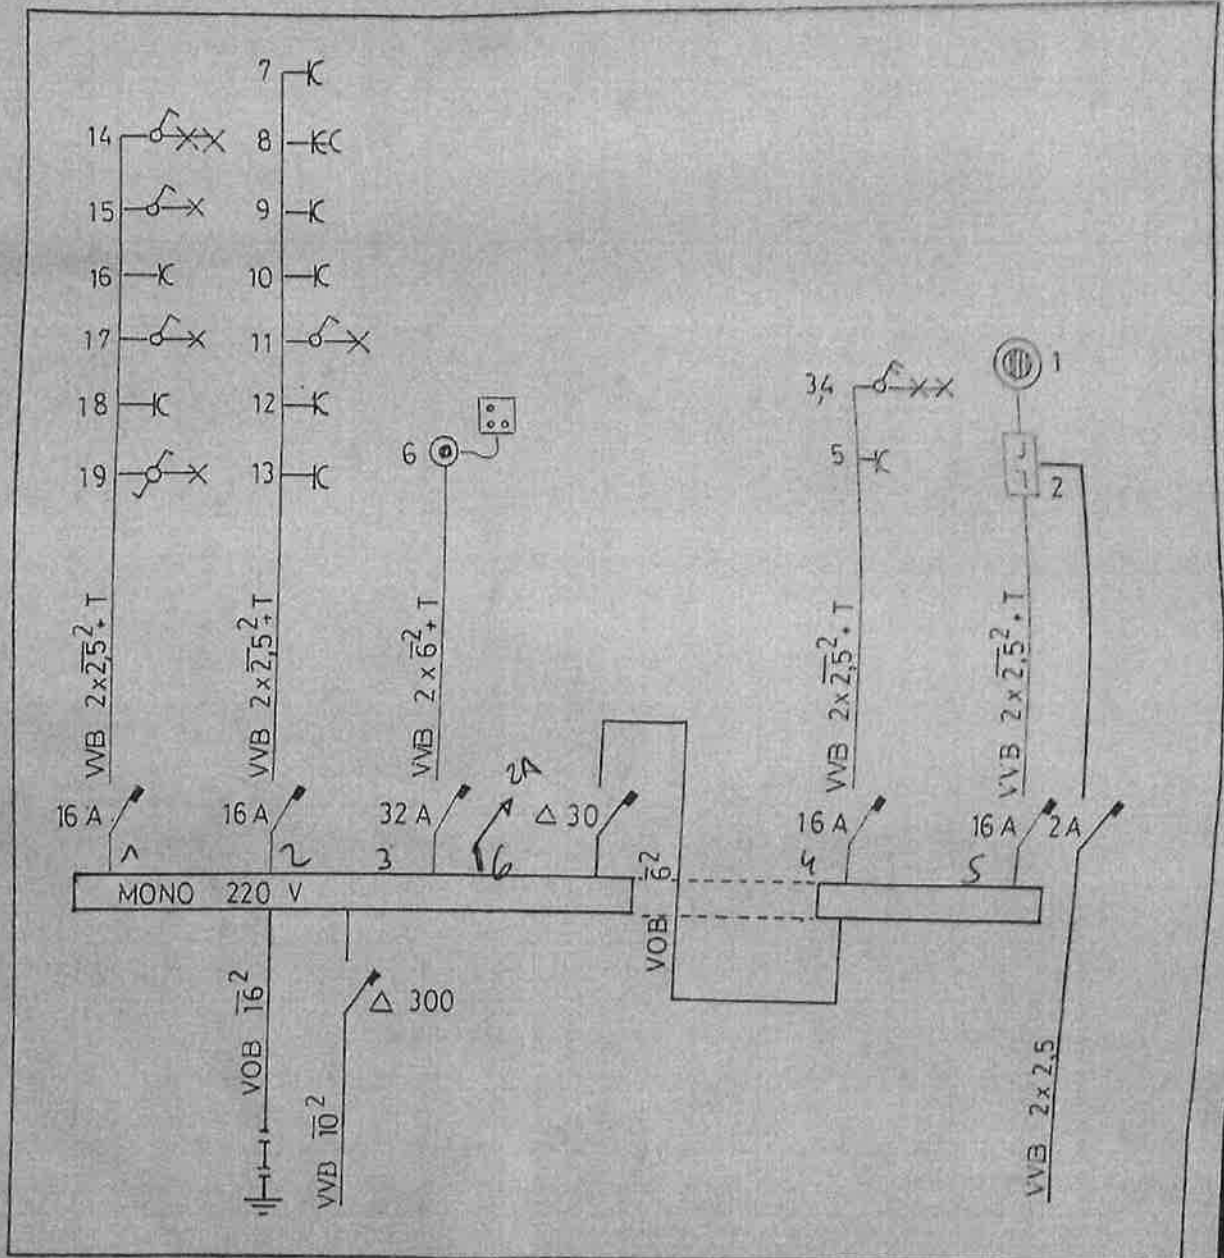 7
14
8
15
9
16
10
17
11
1
18
12
3,4
6
5
19
13
2
VVB 2x2,5² + T
VVB 2x2,5² + T
VVB 2x6² + T
VVB 2x2,5² + T
VVB 2x2,5² + T
2A
16 A
16 A
32 A
△ 30
16 A
16 A
2 A
1
2
3
6
4
5
MONO 220 V
VOB 6²
VOB 16²
△ 300
VVB 10²
VVB 2x2,5